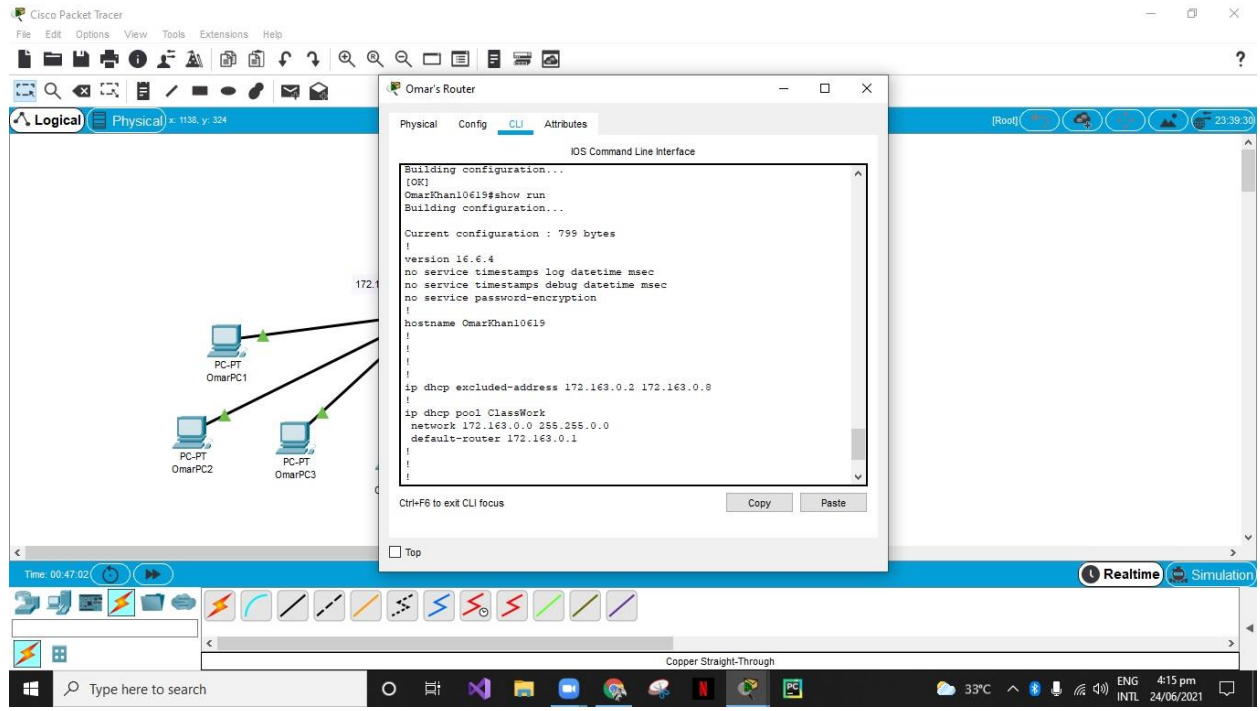 Cisco Packet Tracer
File Edit Options View Tools Extensions Help
?
Logical
Physical
x: 1138, y: 324
[Root]
23:39:30
Omar's Router
Physical Config CLI Attributes
IOS Command Line Interface
Building configuration...
[OK]
OmarKhan10619#show run
Building configuration...
Current configuration : 799 bytes
!
version 16.6.4
no service timestamps log datetime msec
no service timestamps debug datetime msec
no service password-encryption
!
hostname OmarKhan10619
!
!
!
!
ip dhcp excluded-address 172.163.0.2 172.163.0.8
!
ip dhcp pool ClassWork
network 172.163.0.0 255.255.0.0
default-router 172.163.0.1
!
!
!
Ctrl+F6 to exit CLI focus
Copy
Paste
Top
172.1
PC-PT
OmarPC1
PC-PT
OmarPC2
PC-PT
OmarPC3
Time: 00:47:02
Realtime
Simulation
Copper Straight-Through
Type here to search
33°C
ENG
INTL
4:15 pm
24/06/2021